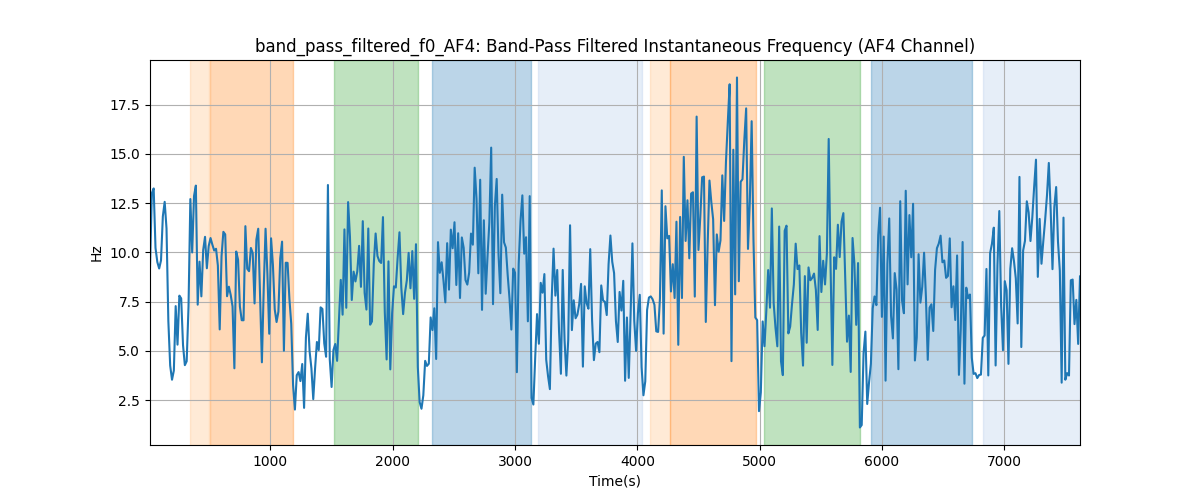 band_pass_filtered_f0_AF4: Band-Pass Filtered Instantaneous Frequency (AF4 Channel)
17.5
15.0
12.5
10.0
7.5
5.0
2.5
Hz
1000 2000 3000 4000 5000 6000 7000
Time(s)